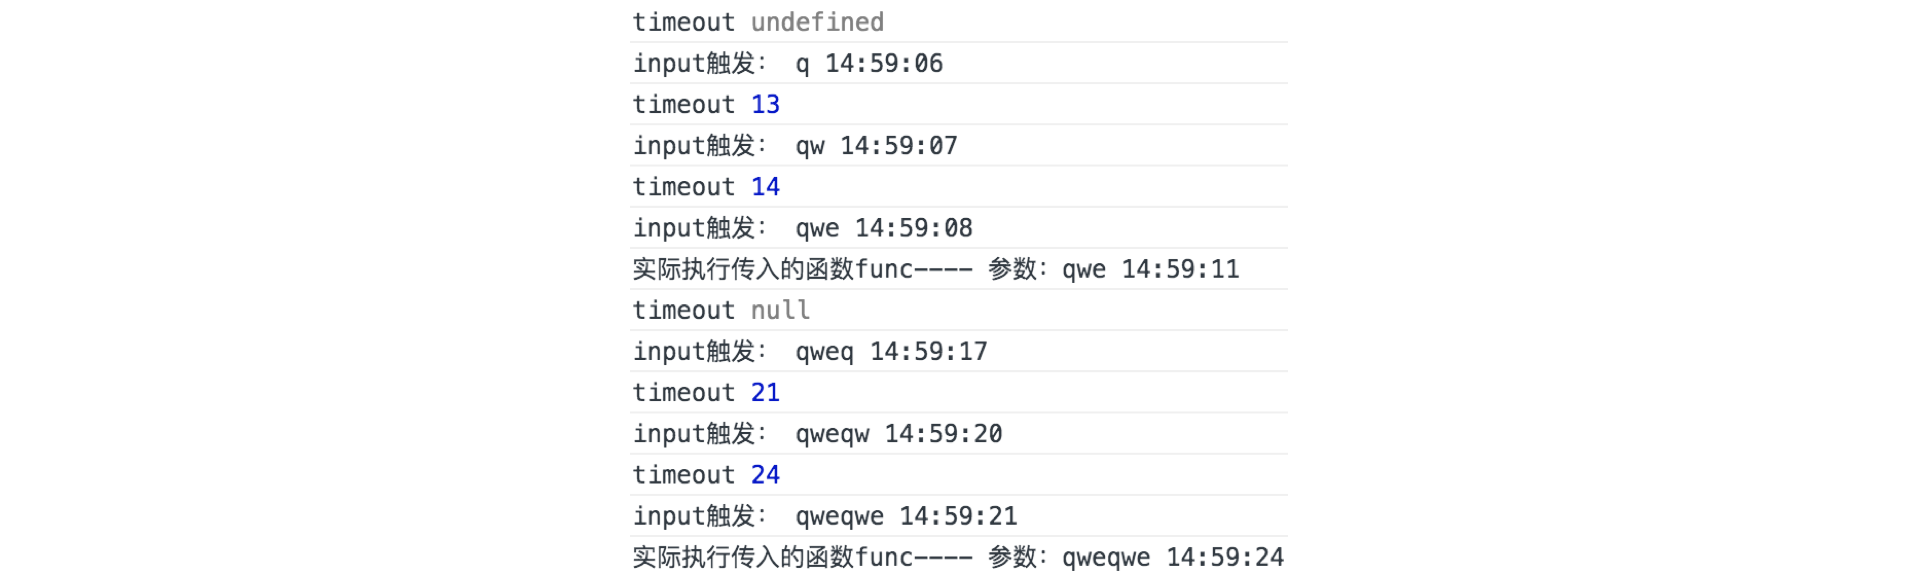 timeout undefined
input触发： q 14:59:06
timeout 13
input触发： qw 14:59:07
timeout 14
input触发： qwe 14:59:08
实际执行传入的函数func---- 参数：qwe 14:59:11
timeout null
input触发： qweq 14:59:17
timeout 21
input触发： qweqw 14:59:20
timeout 24
input触发： qweqwe 14:59:21
实际执行传入的函数func---- 参数：qweqwe 14:59:24